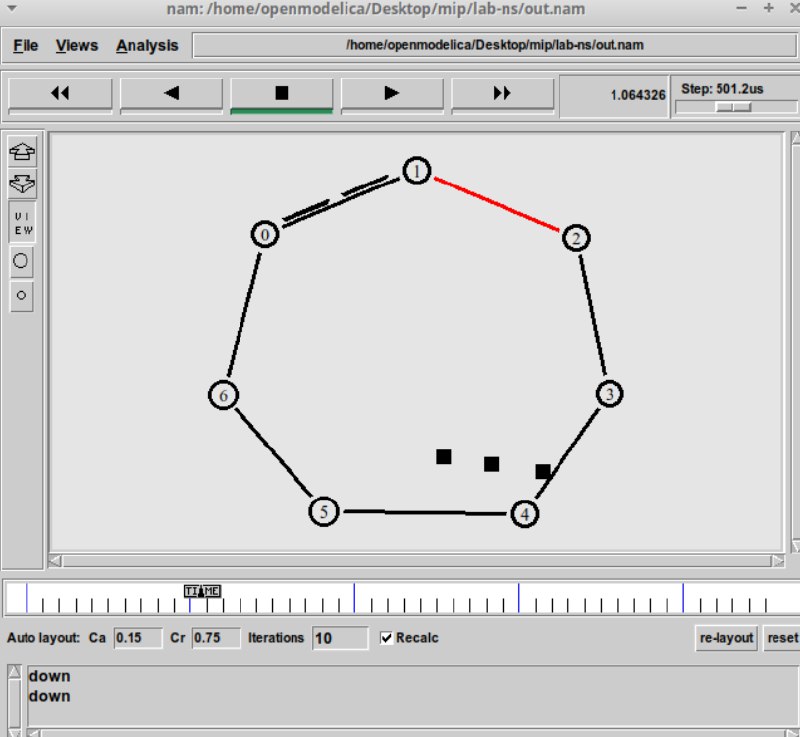 nam: /home/openmodelica/Desktop/mip/lab-ns/out.nam
File Views Analysis /home/openmodelica/Desktop/mip/lab-ns/out.nam
1.064326 Step: 501.2us
VI
EW
1
0
2
6
3
5
4
TIME
Auto layout: Ca 0.15 Cr 0.75 Iterations 10 Recalc re-layout reset
down
down